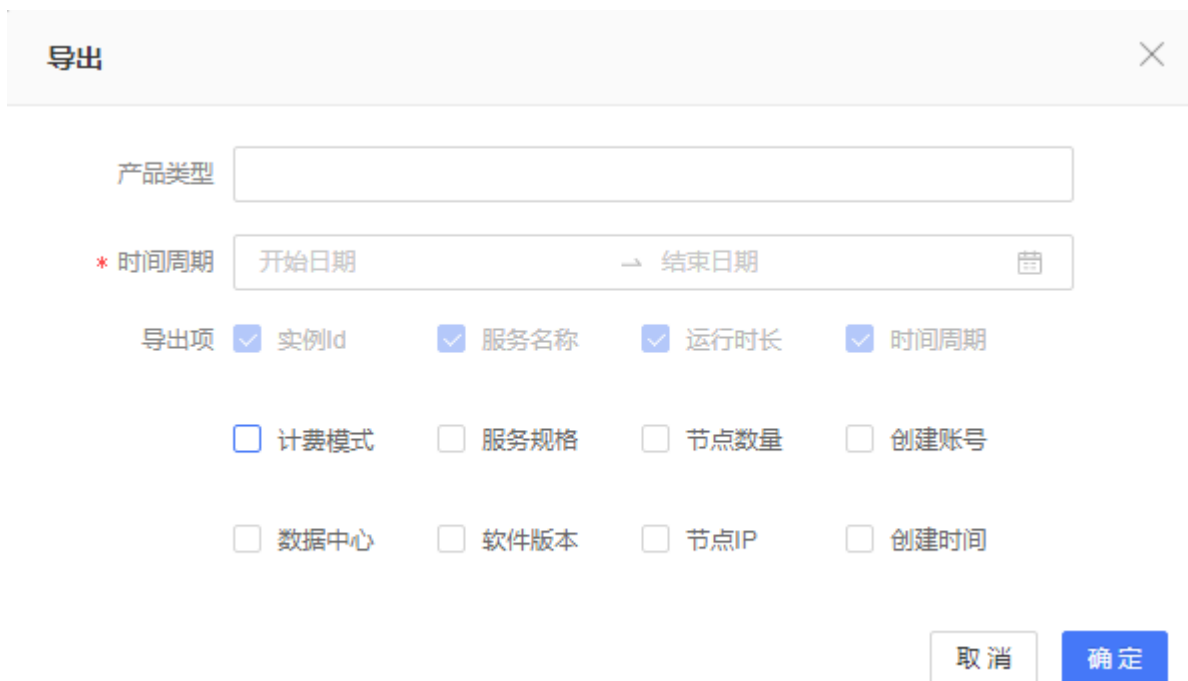 导出
产品类型
* 时间周期 开始日期 → 结束日期
导出项 实例Id 服务名称 运行时长 时间周期
计费模式 服务规格 节点数量 创建账号
数据中心 软件版本 节点IP 创建时间
取消 确定